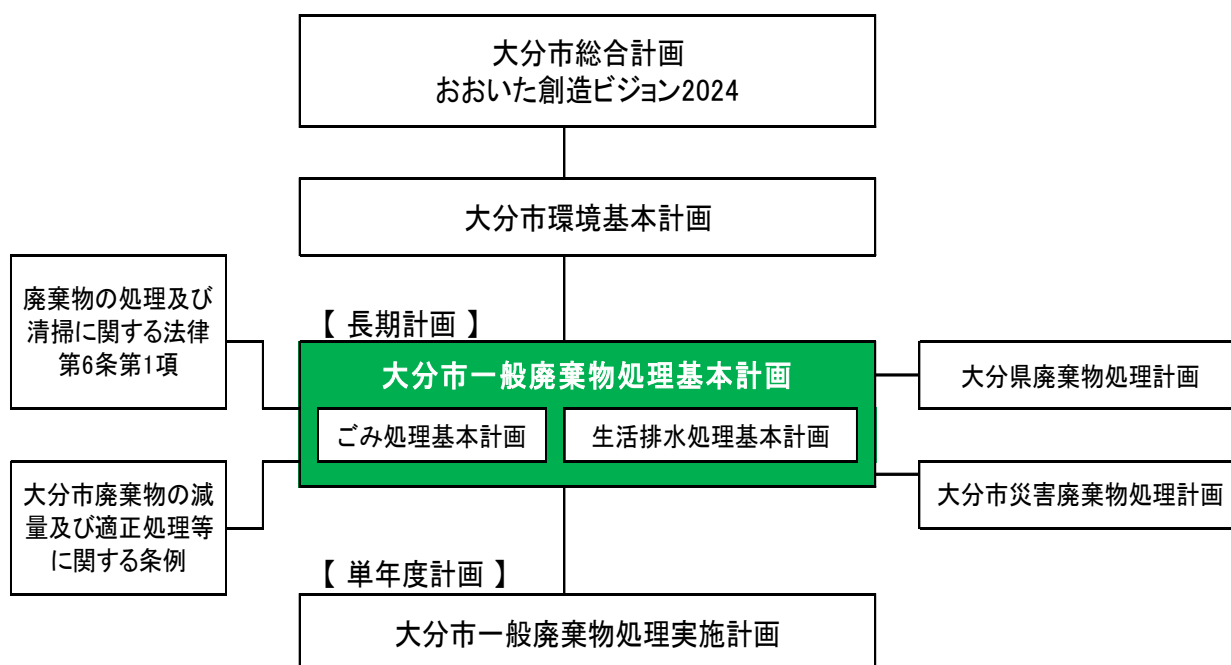 大分市総合計画
おおいた創造ビジョン2024
大分市環境基本計画
廃棄物の処理及び
清掃に関する法律
第6条第1項
【 長期計画 】
大分市一般廃棄物処理基本計画
ごみ処理基本計画
生活排水処理基本計画
大分県廃棄物処理計画
大分市廃棄物の減
量及び適正処理等
に関する条例
大分市災害廃棄物処理計画
【 単年度計画 】
大分市一般廃棄物処理実施計画